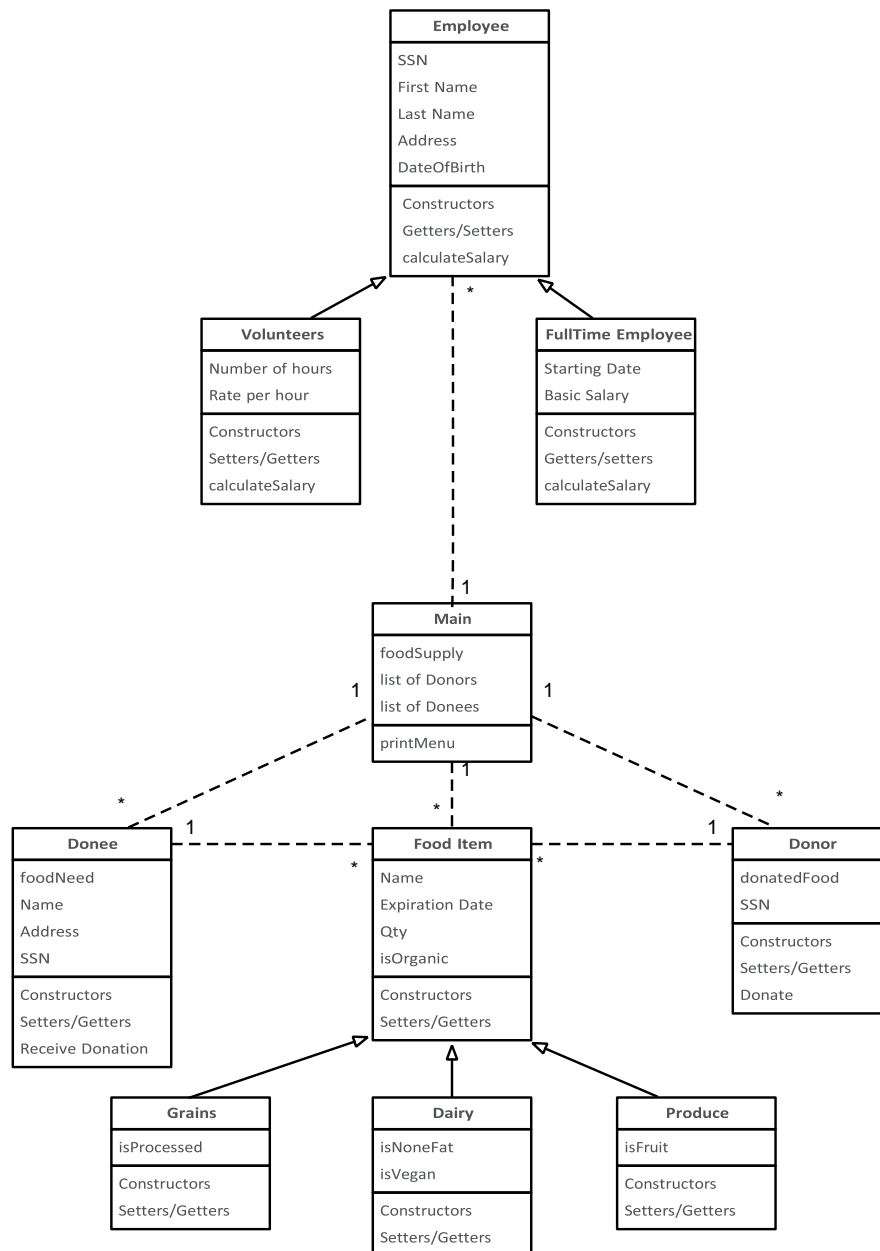 Employee
SSN
First Name
Last Name
Address
DateOfBirth
Constructors
Getters/Setters
calculateSalary
*
Volunteers
Number of hours
Rate per hour
Constructors
Setters/Getters
calculateSalary
FullTime Employee
Starting Date
Basic Salary
Constructors
Getters/setters
calculateSalary
1
Main
foodSupply
list of Donors
list of Donees
printMenu
1
1
1
*
*
*
Donee
foodNeed
Name
Address
SSN
Constructors
Setters/Getters
Receive Donation
1
*
Food Item
Name
Expiration Date
Qty
isOrganic
Constructors
Setters/Getters
*
1
Donor
donatedFood
SSN
Constructors
Setters/Getters
Donate
Grains
isProcessed
Constructors
Setters/Getters
Dairy
isNoneFat
isVegan
Constructors
Setters/Getters
Produce
isFruit
Constructors
Setters/Getters